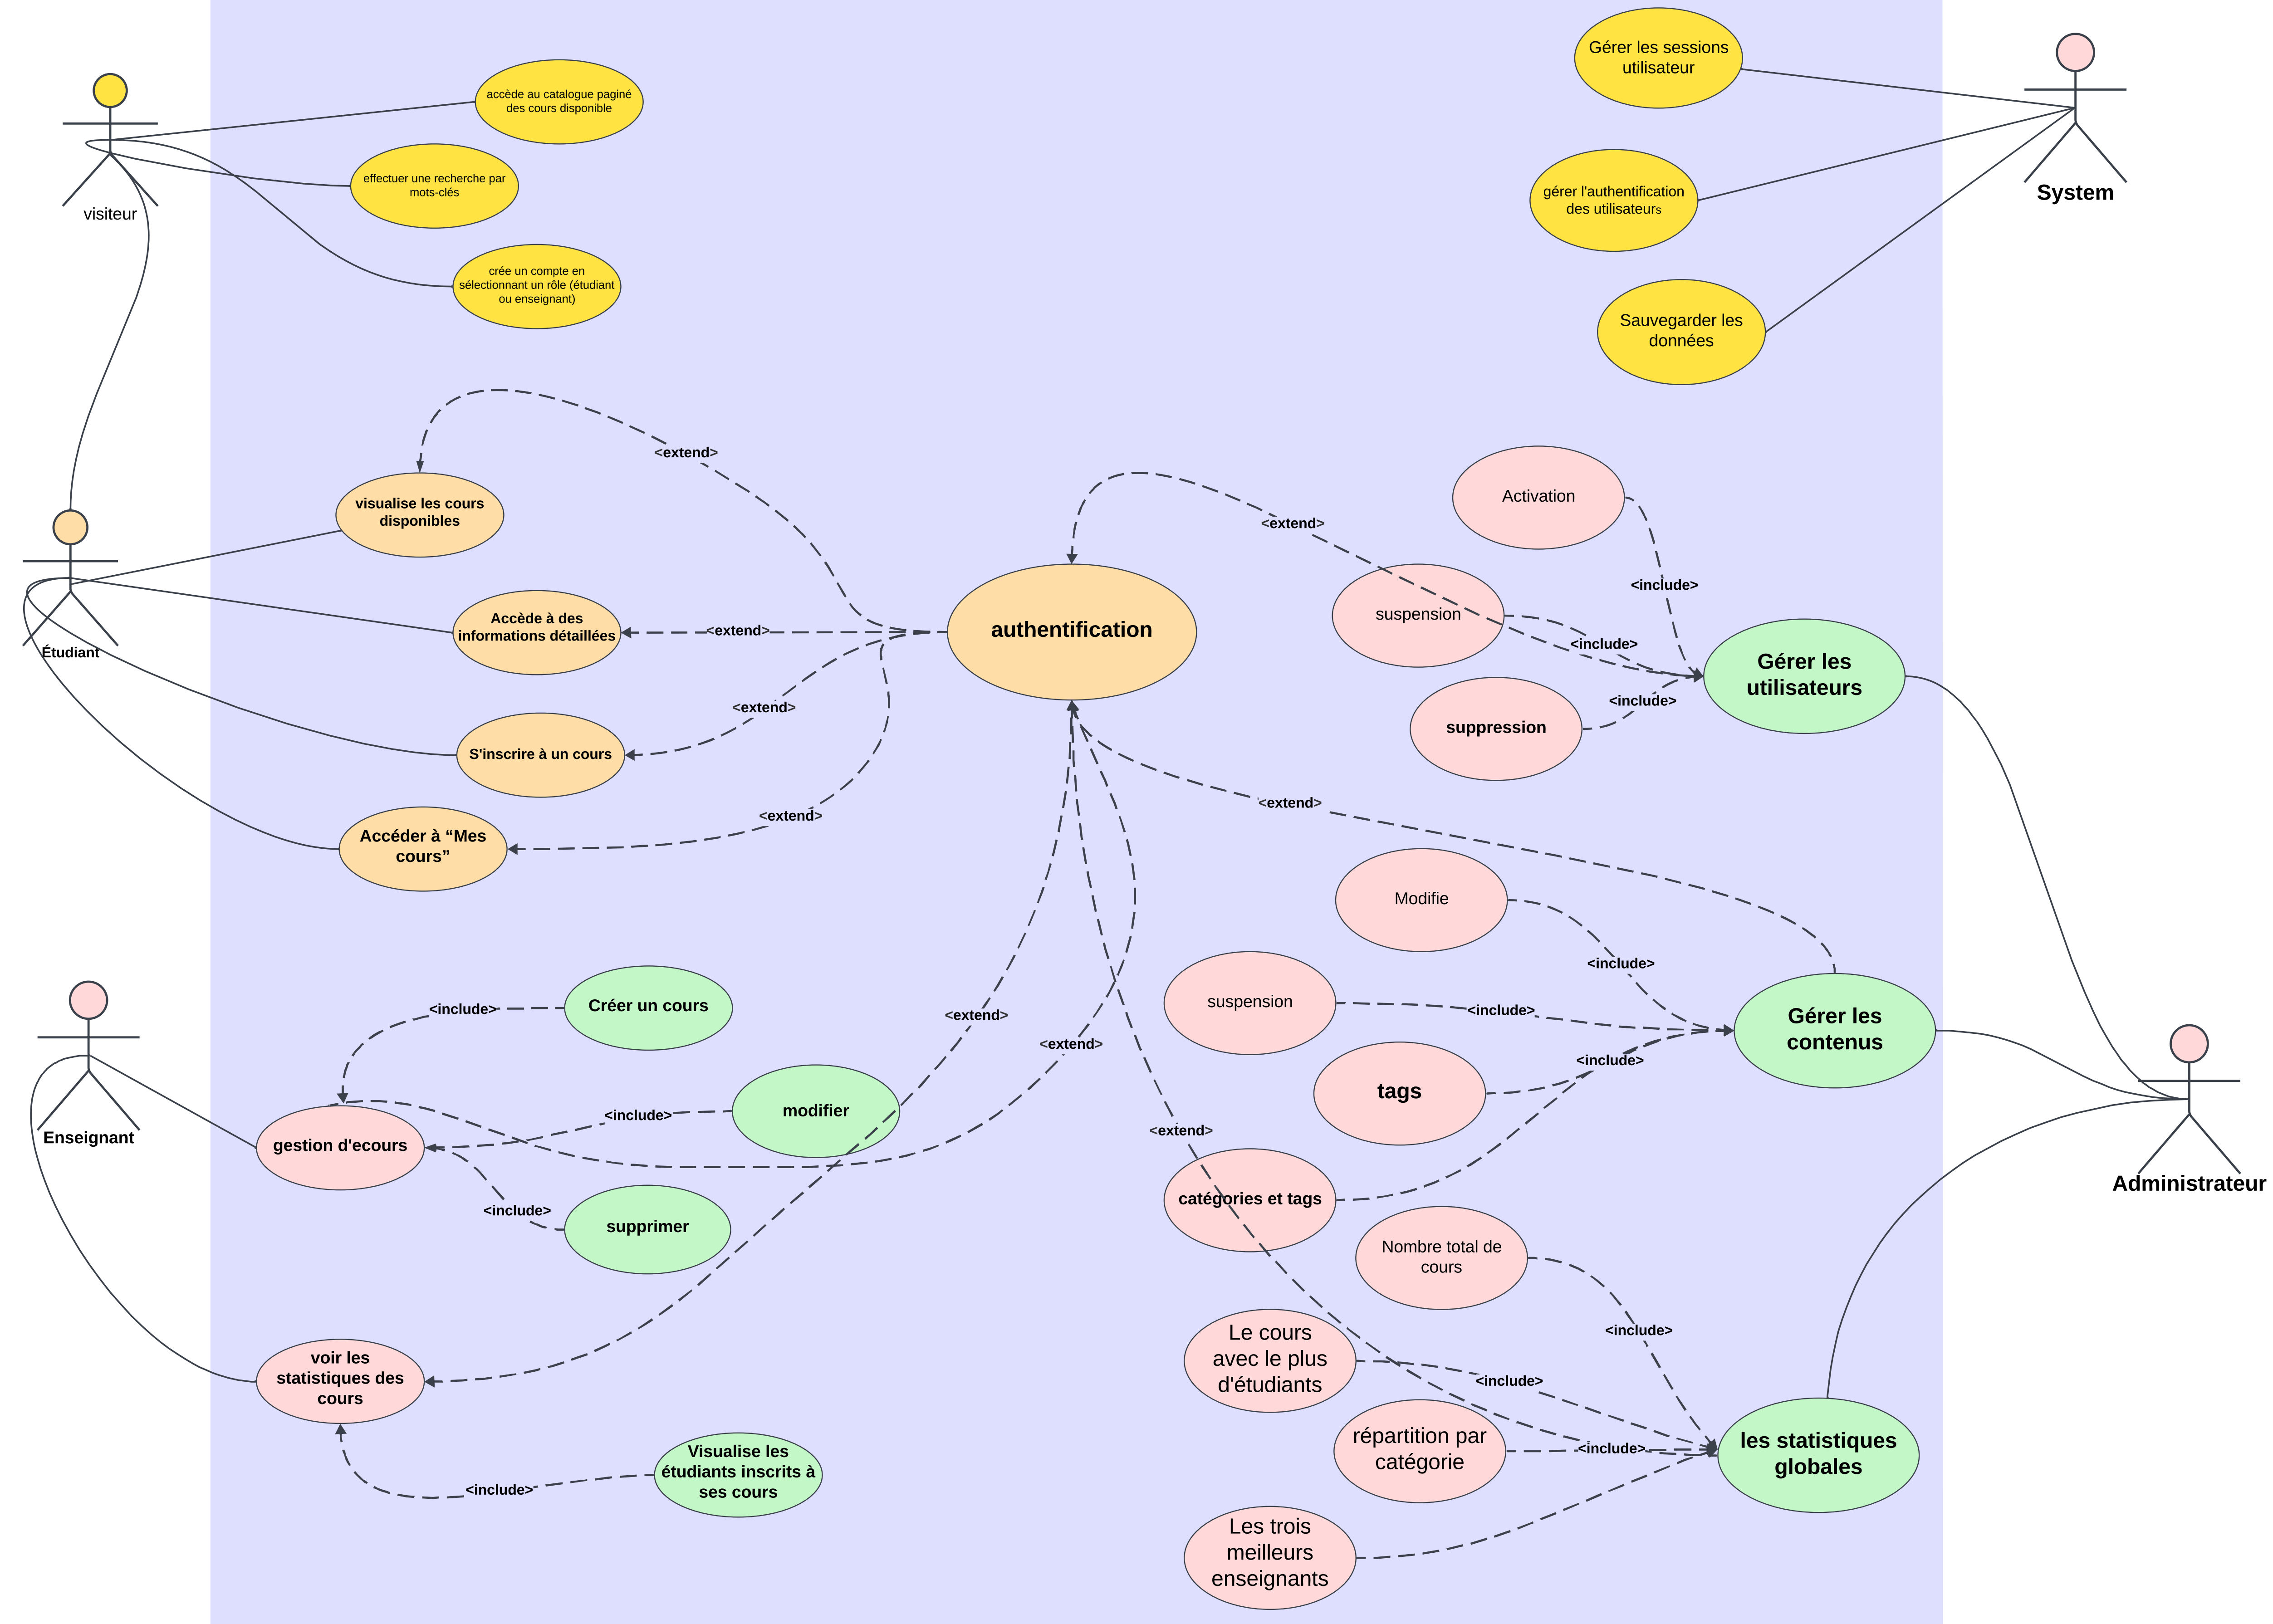 accède au catalogue paginé
des cours disponible
effectuer une recherche par
mots-clés
visiteur
crée un compte en
sélectionnant un rôle (étudiant
ou enseignant)
Gérer les sessions
utilisateur
gérer l'authentification
des utilisateurs
System
Sauvegarder les
données
<extend>
visualise les cours
disponibles
Accède à des
informations détaillées
<extend>
Étudiant
<extend>
S'inscrire à un cours
<extend>
Accéder à “Mes
cours”
authentification
<extend>
Activation
<include>
suspension
<include>
Gérer les
utilisateurs
<include>
suppression
<extend>
Modifie
<include>
suspension
<include>
Gérer les
contenus
tags
<include>
<extend>
catégories et tags
Administrateur
Créer un cours
<include>
<extend>
<extend>
Enseignant
modifier
<include>
gestion d'ecours
<include>
supprimer
Nombre total de
cours
<include>
Le cours
avec le plus
d'étudiants
<include>
répartition par
catégorie
<include>
les statistiques
globales
Les trois
meilleurs
enseignants
voir les
statistiques des
cours
Visualise les
étudiants inscrits à
ses cours
<include>